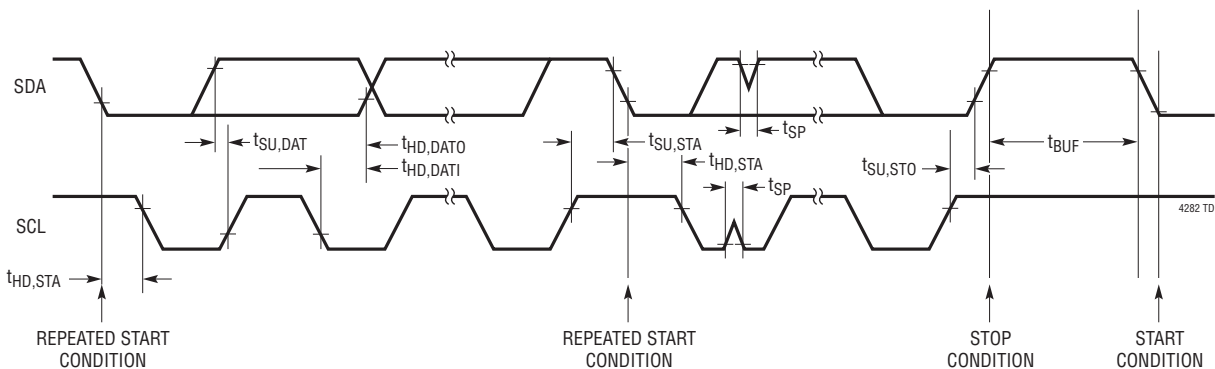 SDA
tSU,DAT
tHD,DATO
tHD,DATI
tSU,STA
tHD,STA
tSP
tSP
tSU,STO
tBUF
4282 TD
SCL
tHD,STA
REPEATED START
CONDITION
REPEATED START
CONDITION
STOP
CONDITION
START
CONDITION